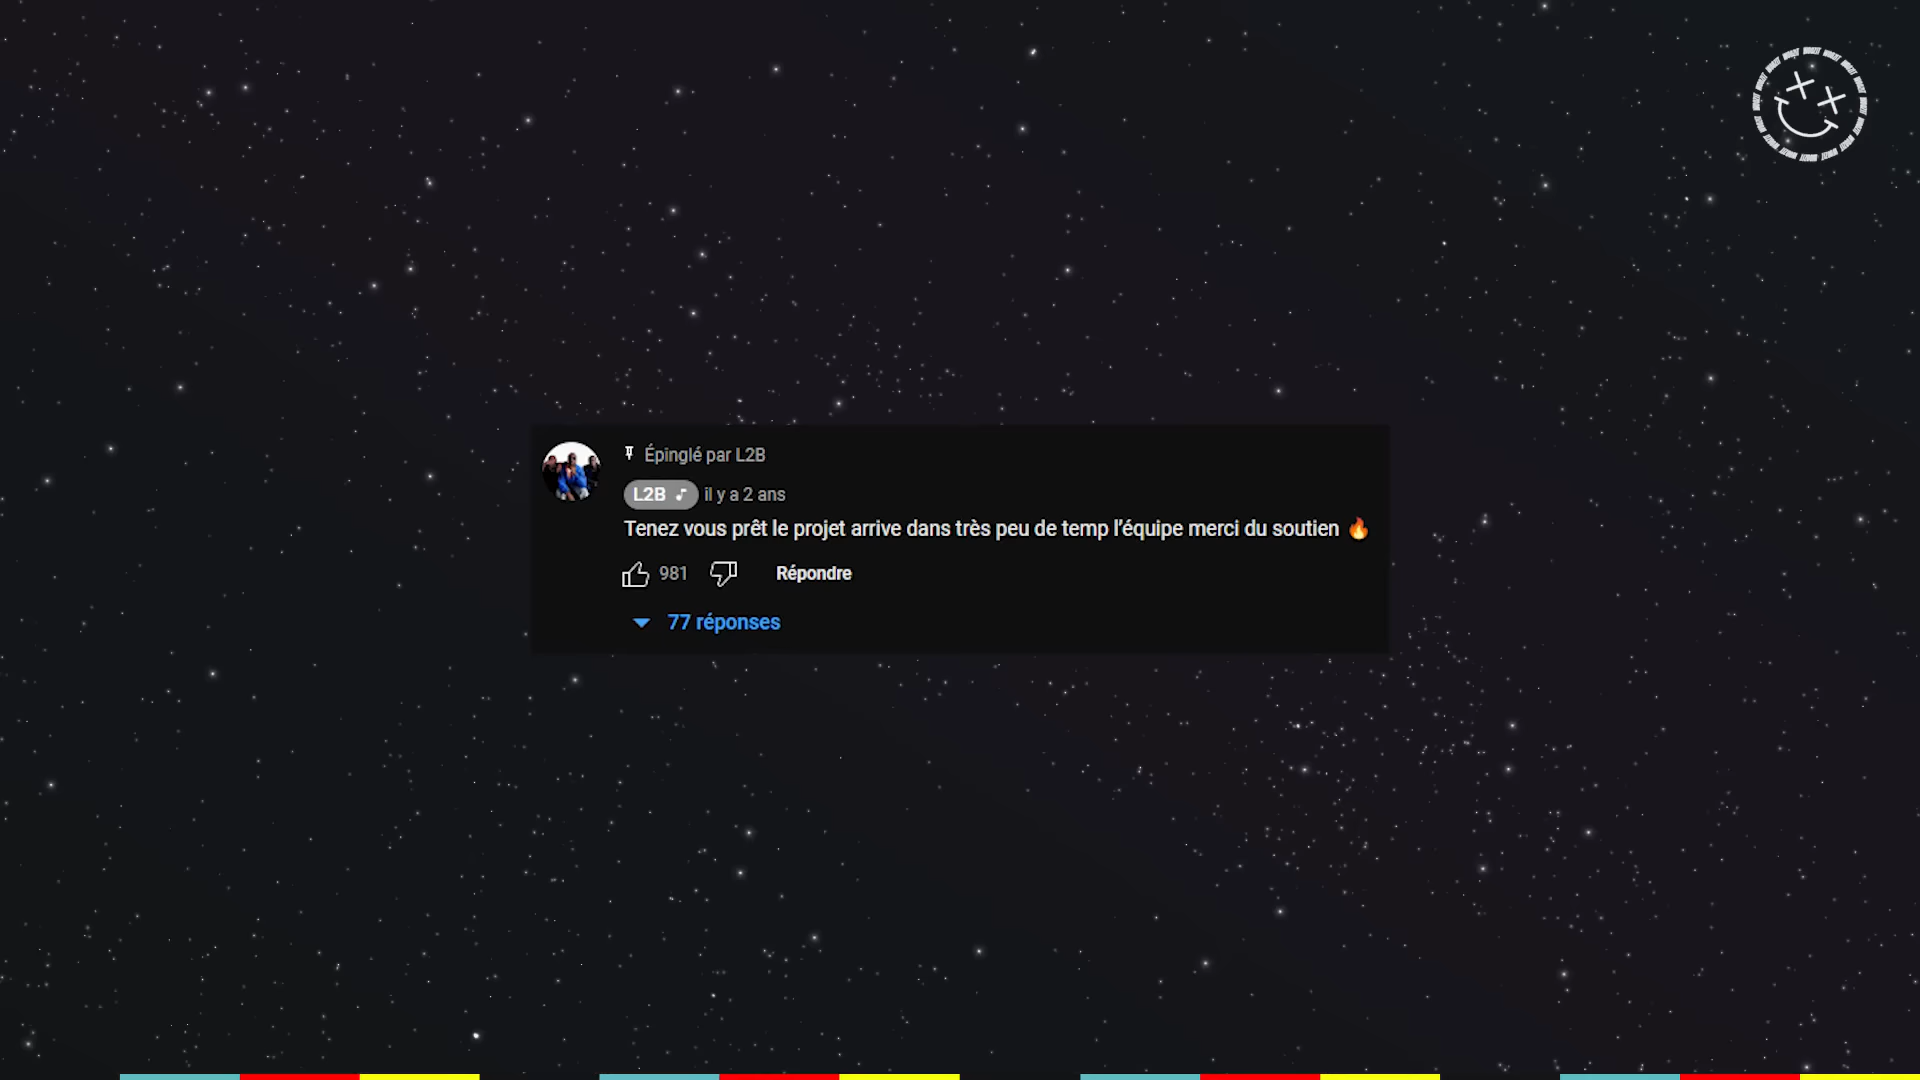 Épinglé par L2B
L2B il y a 2 ans
Tenez vous prêt le projet arrive dans très peu de temp l'équipe merci du soutien 🔥
981 Répondre
77 réponses